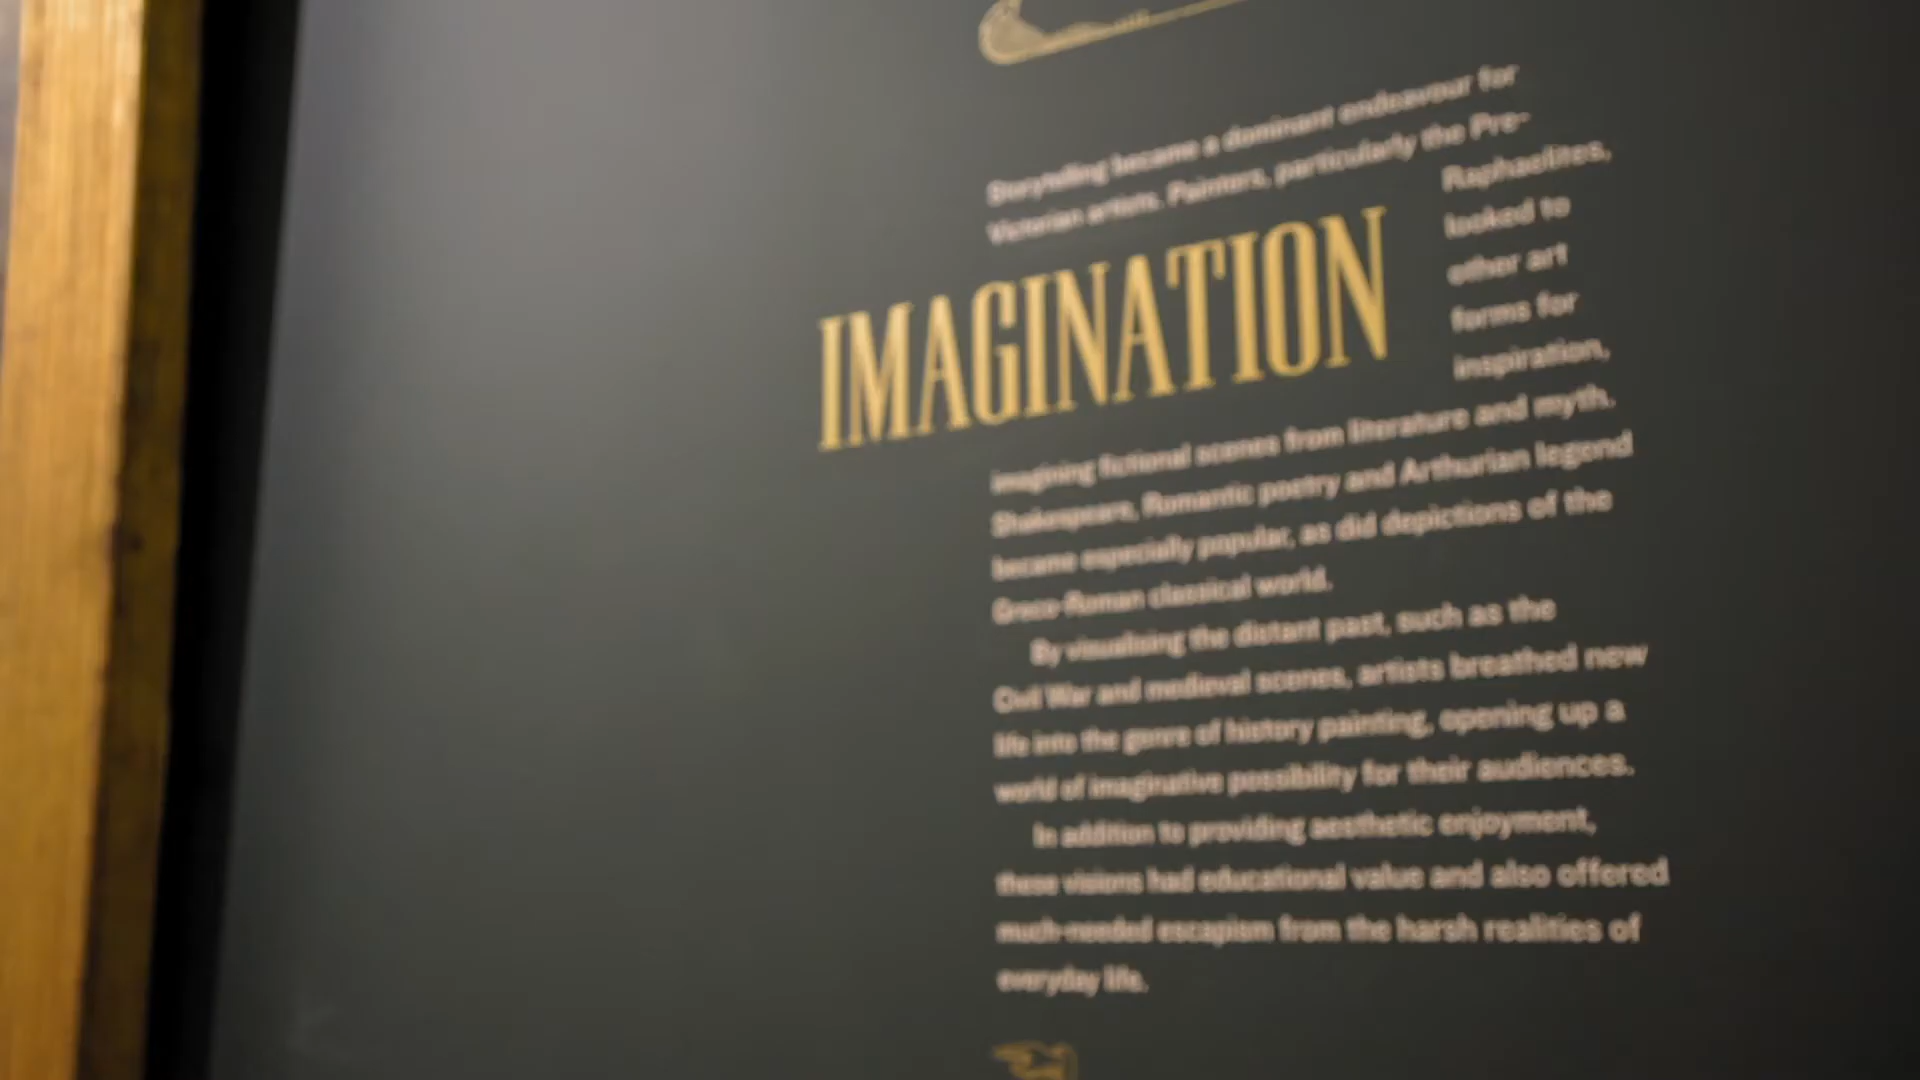 Storytelling became a dominant endeavour for
Victorian artists. Painters, particularly the Pre-
Raphaelites,
looked to
other art
forms for
inspiration,
IMAGINATION
imagining fictional scenes from literature and myth.
Shakespeare, Romantic poetry and Arthurian legend
became especially popular, as did depictions of the
Greco-Roman classical world.
By visualising the distant past, such as the
Civil War and medieval scenes, artists breathed new
life into the genre of history painting, opening up a
world of imaginative possibility for their audiences.
In addition to providing aesthetic enjoyment,
these visions had educational value and also offered
much-needed escapism from the harsh realities of
everyday life.